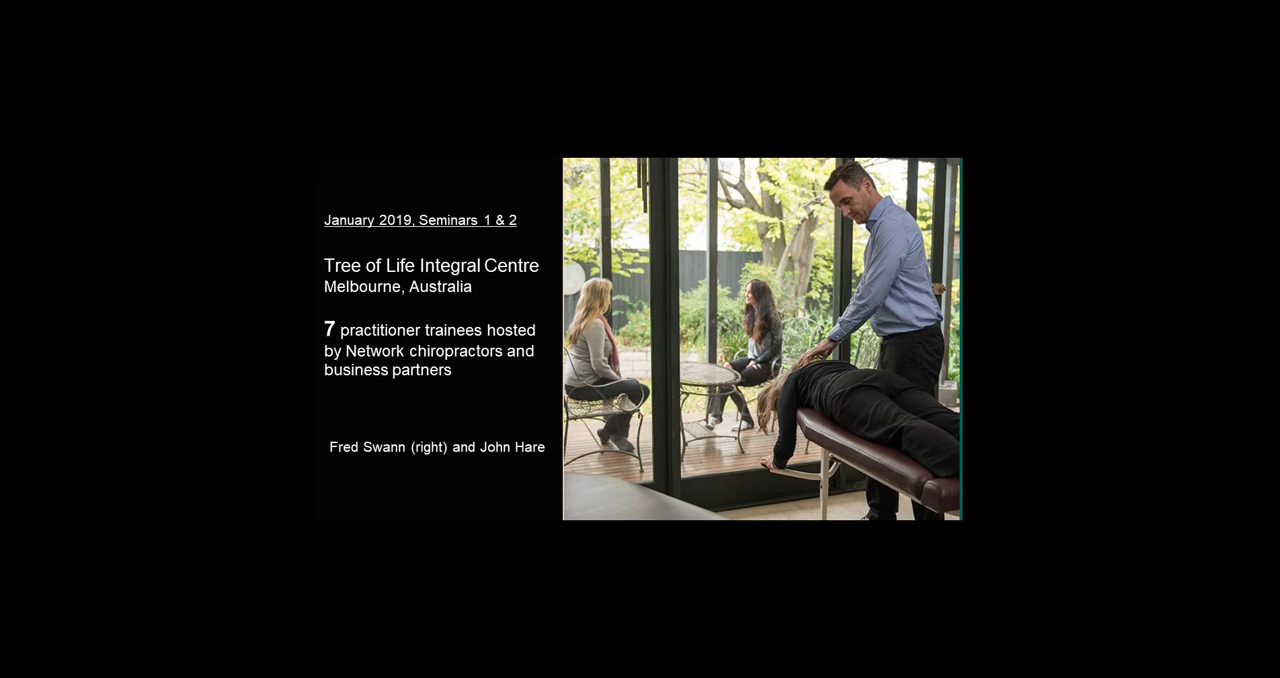 January 2019, Seminars 1 & 2
Tree of Life Integral Centre
Melbourne, Australia
7 practitioner trainees hosted
by Network chiropractors and
business partners
Fred Swann (right) and John Hare